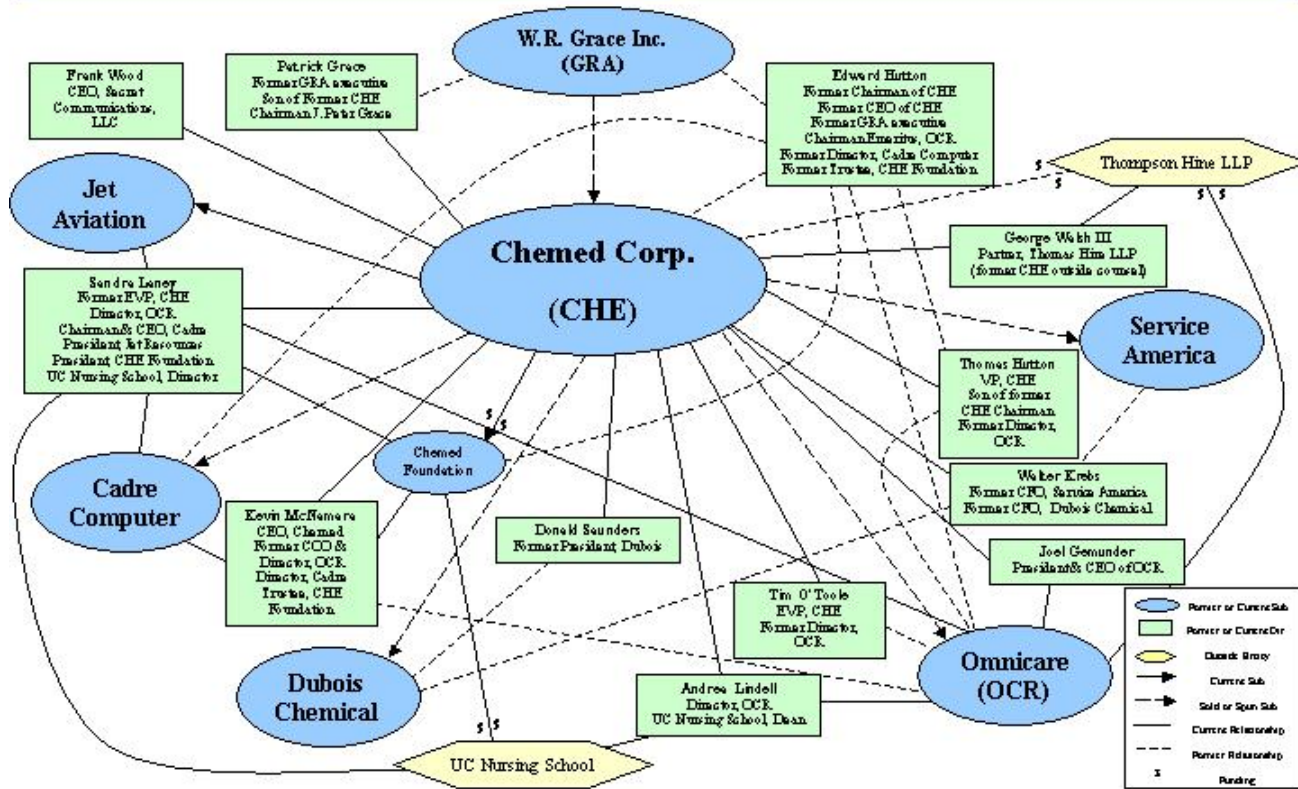 W.R. Grace Inc.
(GRA)
Frank Wood
CEO, Secret
Communications,
LLC
Patrick Grace
Former GRA executive
Son of Former CHE
Chairman J. Peter Grace
Edward Hutton
Former Chairman of CHE
Former CEO of CHE
Former GRA executive
Chairman Emeritus, OCR
Former Director, Cadre Computer
Former Trustee, CHE Foundation
$
$
Thompson Hine LLP
$ $
Jet
Aviation
Chemed Corp.
(CHE)
George Walsh III
Partner, Thomas Hine LLP
(former CHE outside counsel)
Sandra Laney
Former EVP, CHE
Director, OCR
Chairman & CEO, Cadre
President, Jet Resources
President, CHE Foundation
UC Nursing School, Director
Service
America
Thomas Hutton
VP, CHE
Son of former
CHE Chairman
Former Director,
OCR
$ $
Chemed
Foundation
Cadre
Computer
Walter Krebs
Former CFO, Service America
Former CFO, Dubois Chemical
Kevin McNamara
CEO, Chemed
Former COO &
Director, OCR
Director, Cadre
Trustee, CHE
Foundation
Donald Saunders
Former President, Dubois
Joel Gemunder
President & CEO of OCR
Tim O'Toole
EVP, CHE
Former Director,
OCR
Dubois
Chemical
Omnicare
(OCR)
Andrea Lindell
Director, OCR
UC Nursing School, Dean
$ $
UC Nursing School
Former or Current Sub
Former or Current Dir
Outside Entity
Current Sub
Sold or Spun Sub
Current Relationship
Former Relationship
$ Funding